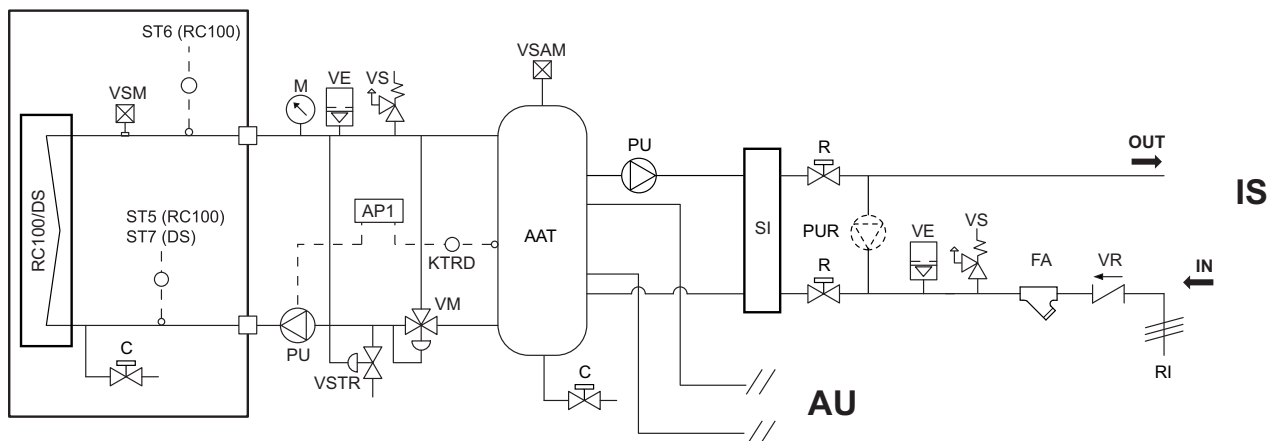 ST6 (RC100)
VSM
M
VE
VS
VSAM
PU
R
OUT
IS
RC100/DS
ST5 (RC100)
ST7 (DS)
AP1
KTRD
AAT
SI
PUR
VE
VS
FA
VR
IN
R
VM
C
PU
VSTR
C
RI
AU